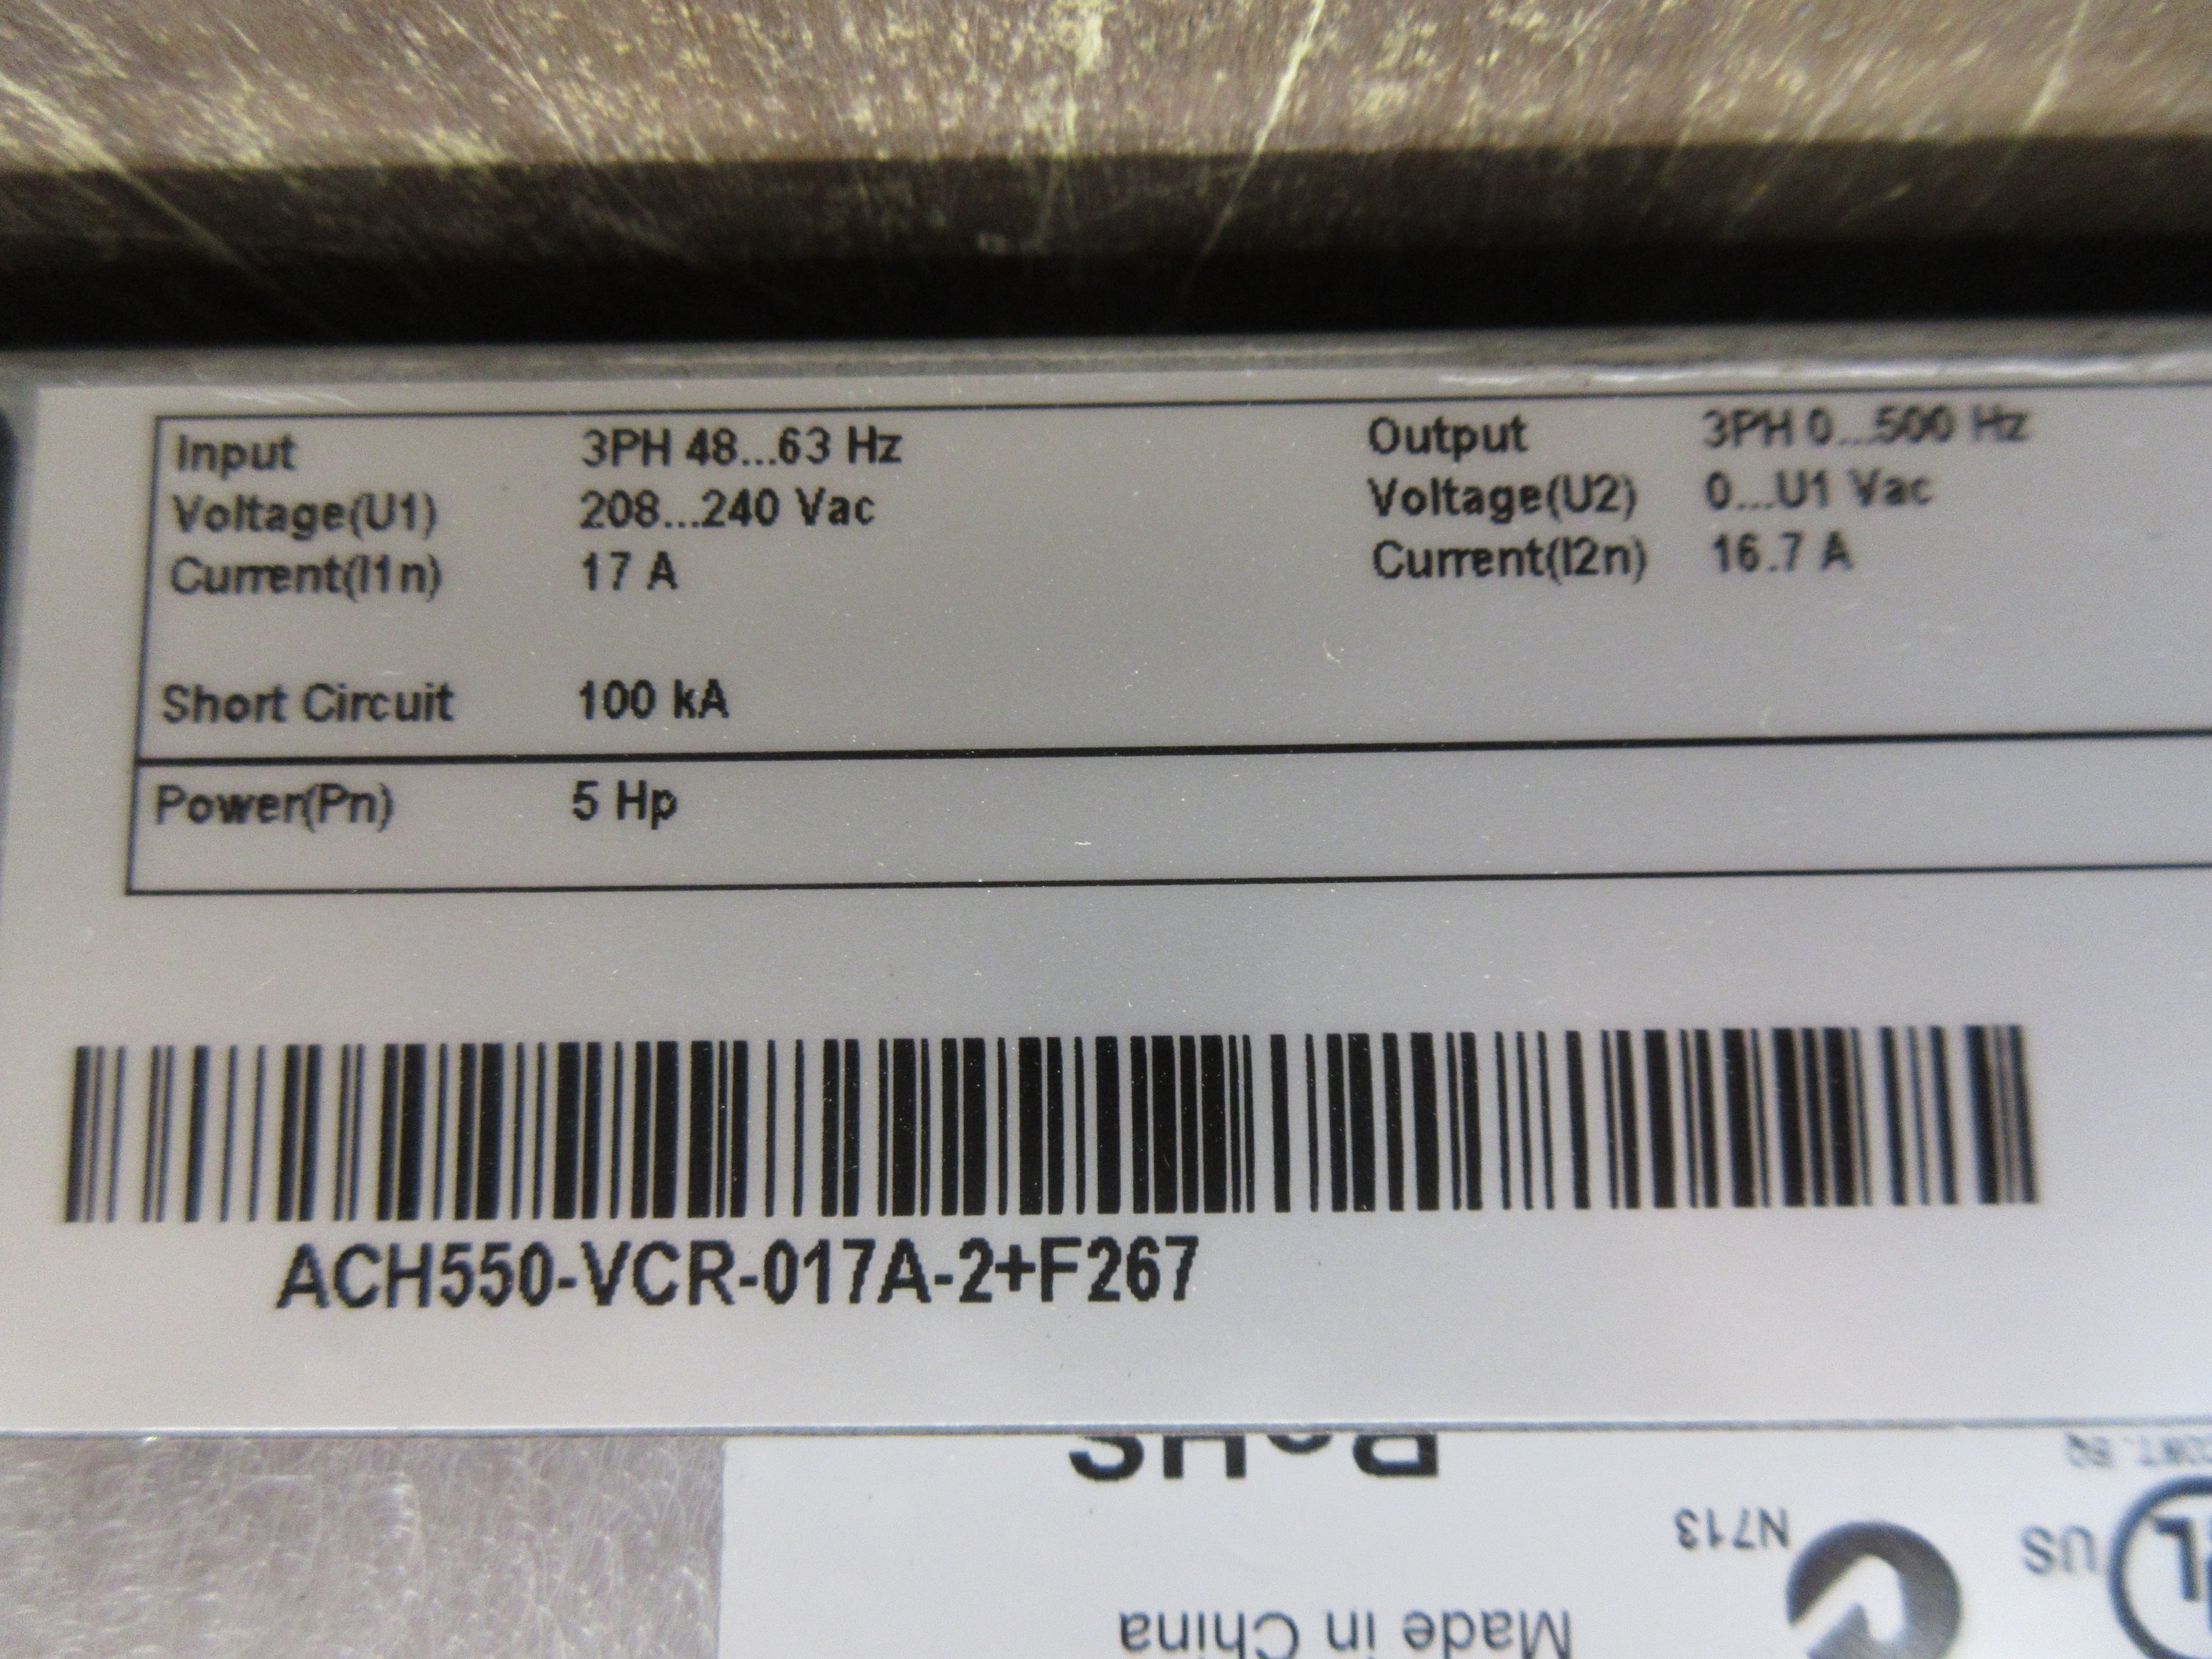 Input 3PH 48...63 Hz Output 3PH 0...500 Hz
Voltage(U1) 208...240 Vac Voltage(U2) 0...U1 Vac
Current(I1n) 17 A Current(I2n) 16.7 A
Short Circuit 100 kA
Power(Pn) 5 Hp
ACH550-VCR-017A-2+F267
RoHS
N713
US
Made in China